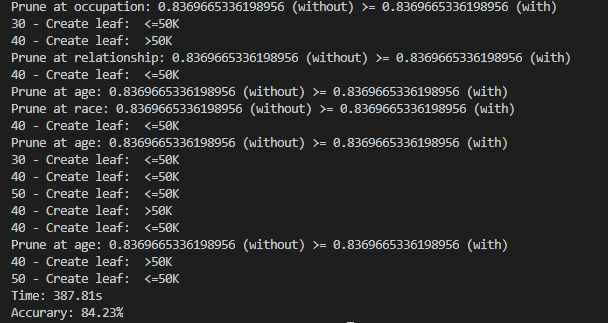 Prune at occupation: 0.8369665336198956 (without) >= 0.8369665336198956 (with)
30 - Create leaf:  <=50K
40 - Create leaf:  >50K
Prune at relationship: 0.8369665336198956 (without) >= 0.8369665336198956 (with)
40 - Create leaf:  <=50K
Prune at age: 0.8369665336198956 (without) >= 0.8369665336198956 (with)
Prune at race: 0.8369665336198956 (without) >= 0.8369665336198956 (with)
40 - Create leaf:  <=50K
Prune at age: 0.8369665336198956 (without) >= 0.8369665336198956 (with)
30 - Create leaf:  <=50K
40 - Create leaf:  <=50K
50 - Create leaf:  <=50K
40 - Create leaf:  >50K
40 - Create leaf:  <=50K
Prune at age: 0.8369665336198956 (without) >= 0.8369665336198956 (with)
40 - Create leaf:  >50K
50 - Create leaf:  <=50K
Time: 387.81s
Accurary: 84.23%